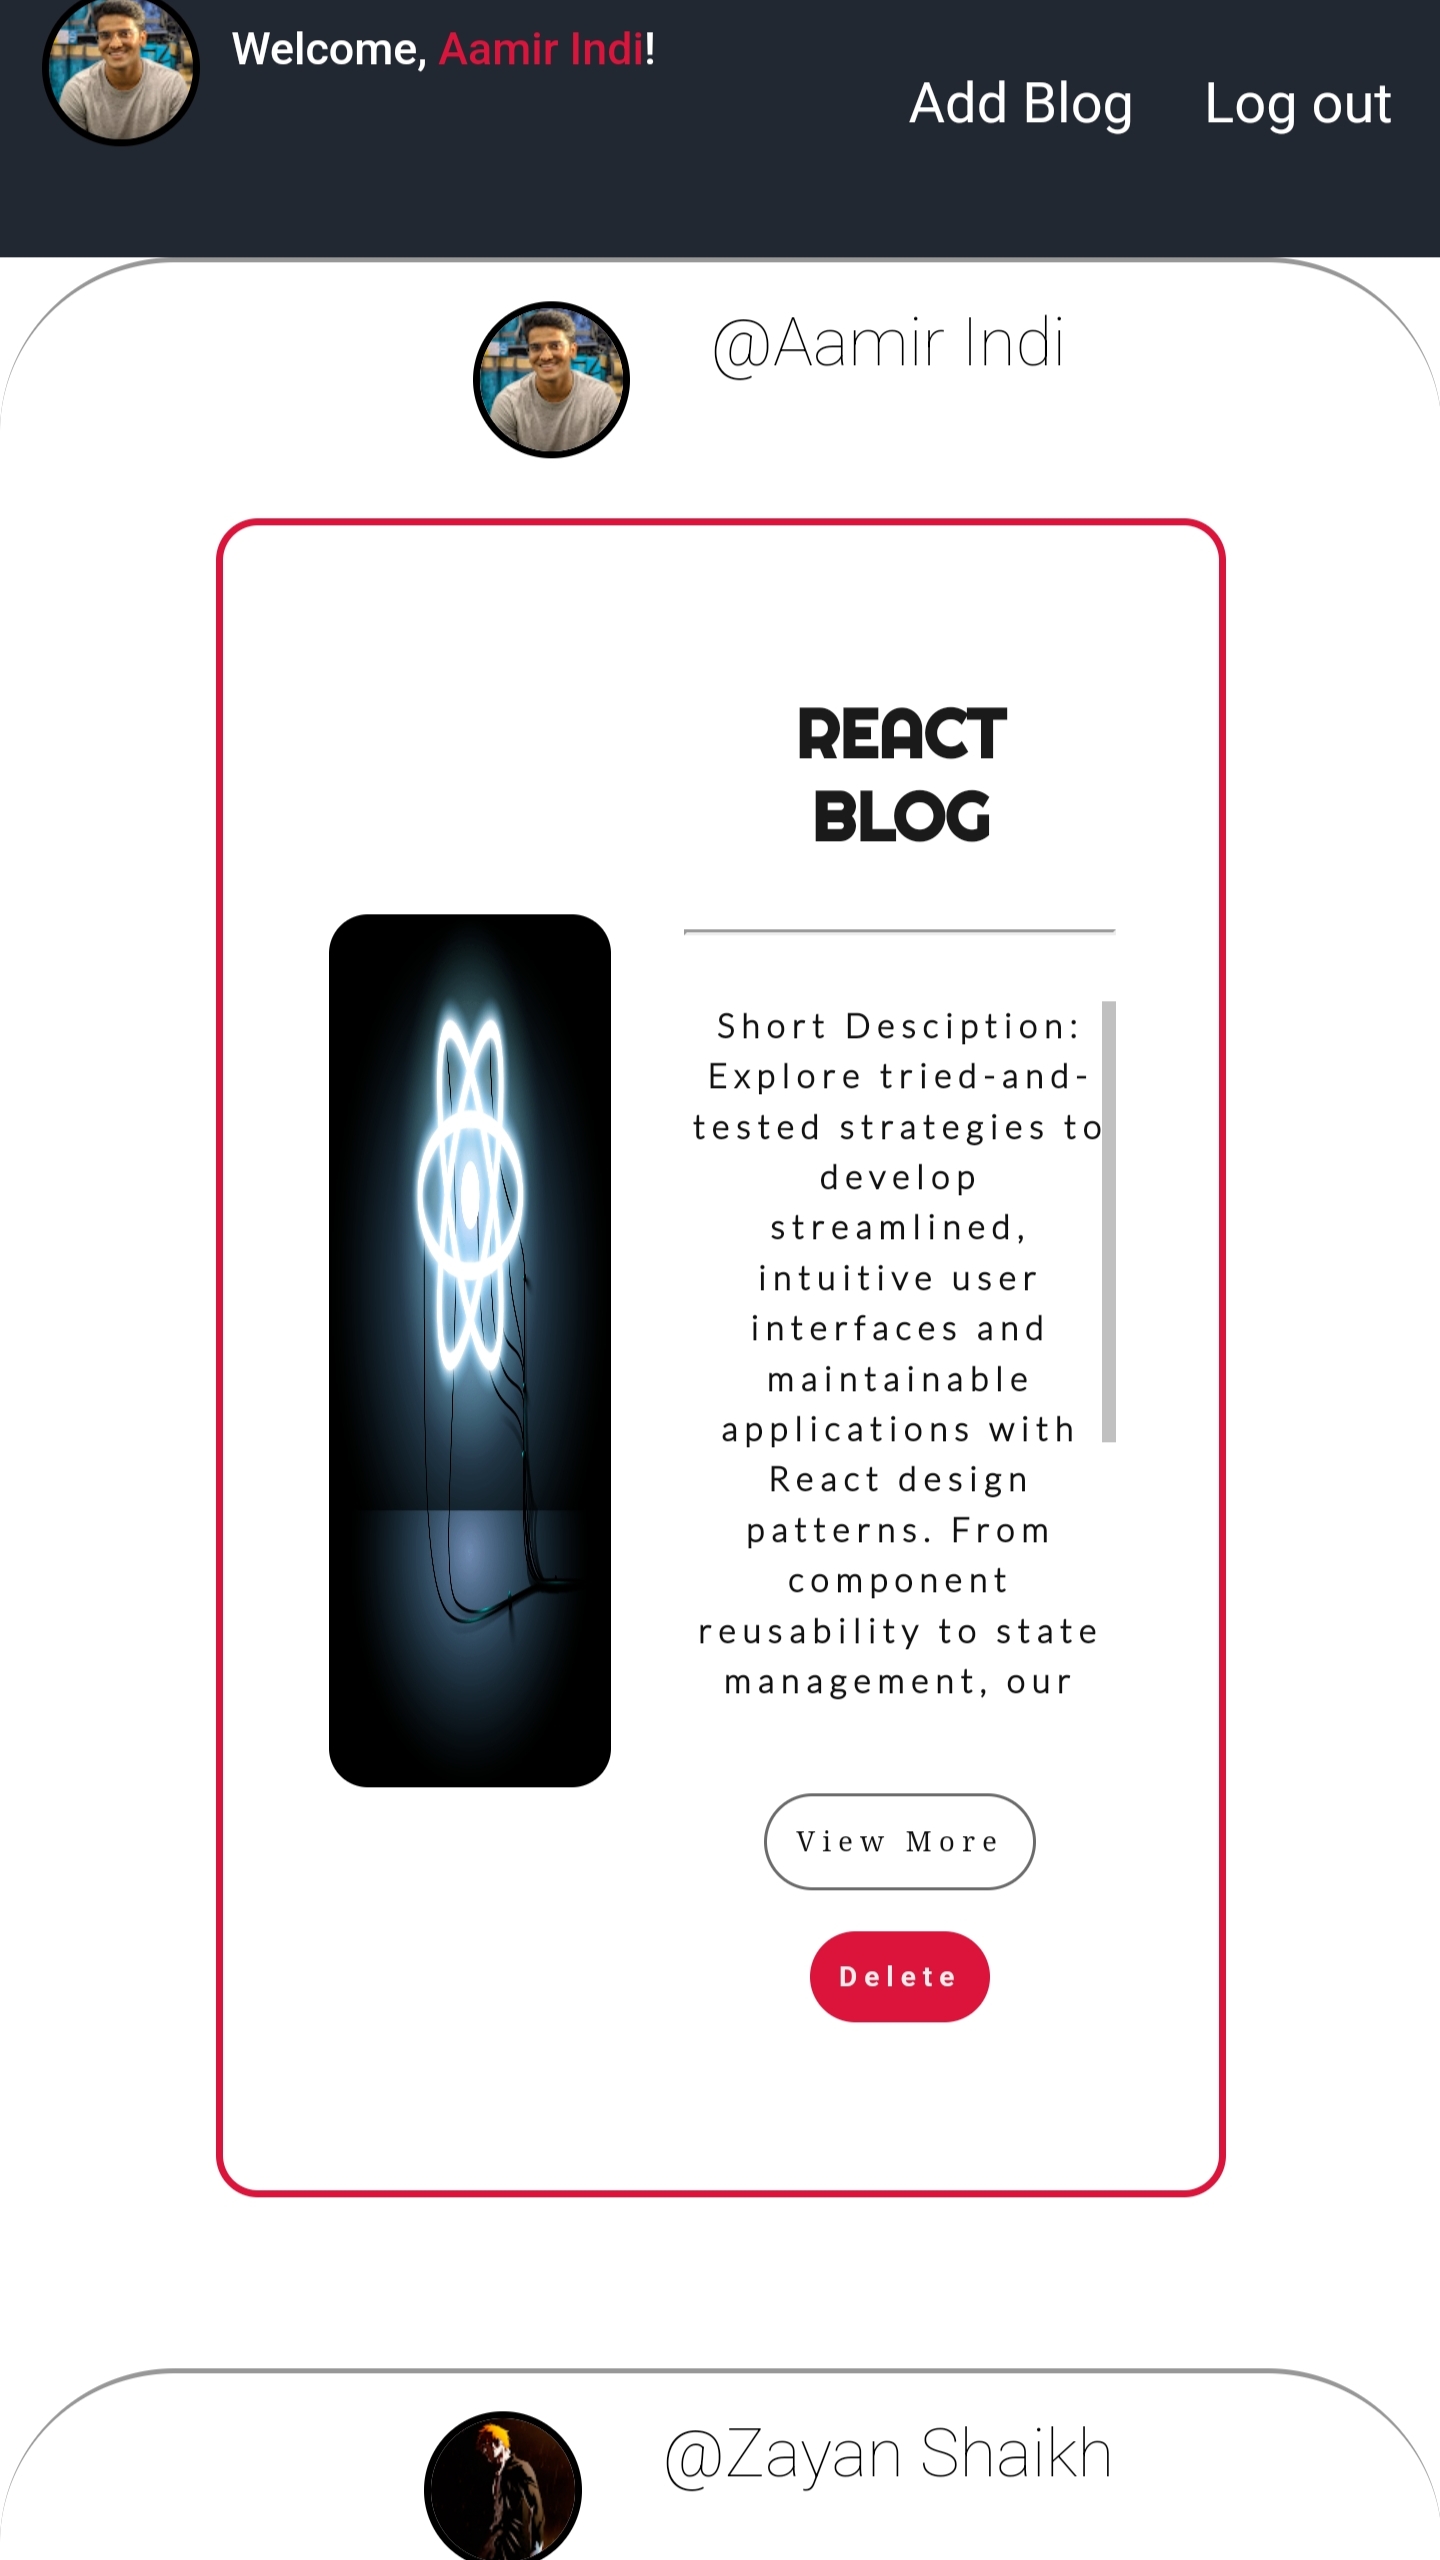 Welcome, Aamir Indi!
Add Blog
Log out
@Aamir Indi
REACT
BLOG
Short Desciption:
Explore tried-and-
tested strategies to
develop
streamlined,
intuitive user
interfaces and
maintainable
applications with
React design
patterns. From
component
reusability to state
management, our
View More
Delete
@Zayan Shaikh